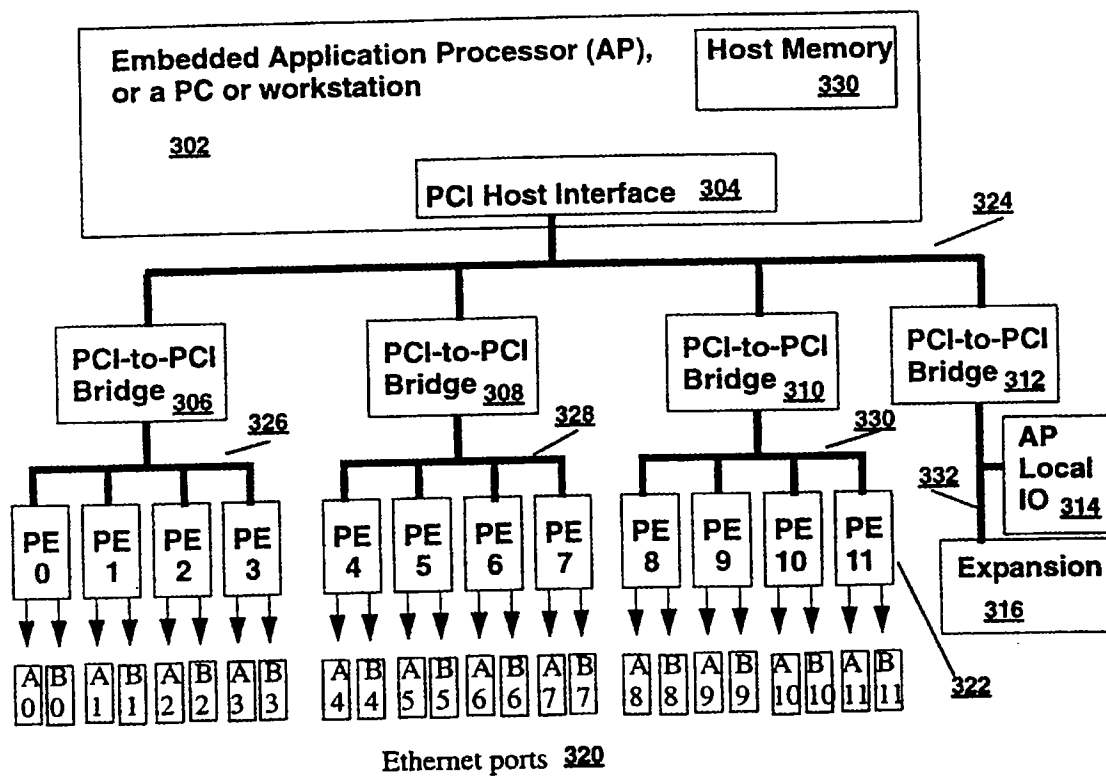 Embedded Application Processor (AP),
or a PC or workstation
302
Host Memory
330
PCI Host Interface 304
324
PCI-to-PCI
Bridge 306
PCI-to-PCI
Bridge 308
PCI-to-PCI
Bridge 310
PCI-to-PCI
Bridge 312
326
328
330
332
AP
Local
IO 314
Expansion
316
PE
0
PE
1
PE
2
PE
3
PE
4
PE
5
PE
6
PE
7
PE
8
PE
9
PE
10
PE
11
322
A
0
B
0
A
1
B
1
A
2
B
2
A
3
B
3
A
4
B
4
A
5
B
5
A
6
B
6
A
7
B
7
A
8
B
8
A
9
B
9
A
10
B
10
A
11
B
11
Ethernet ports 320